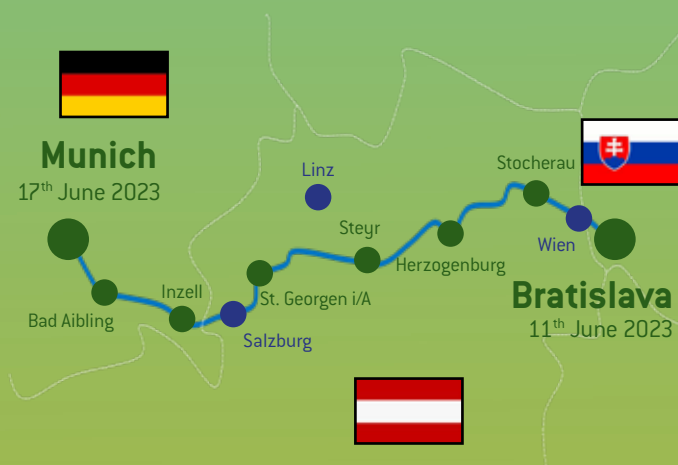 Munich
17th June 2023
Linz
Stocherau
Steyr
Wien
Herzogenburg
Inzell
St. Georgen i/A
Bratislava
Bad Aibling
11th June 2023
Salzburg